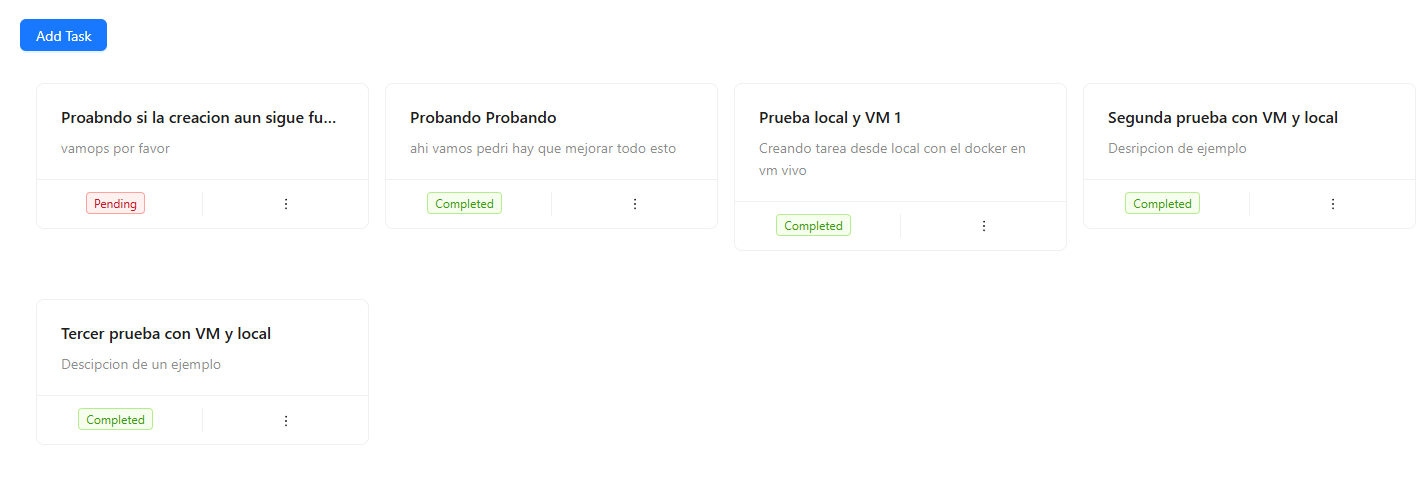 Add Task
Proabndo si la creacion aun sigue fu...
vamops por favor
Pending
Probando Probando
ahi vamos pedri hay que mejorar todo esto
Completed
Prueba local y VM 1
Creando tarea desde local con el docker en
vm vivo
Completed
Segunda prueba con VM y local
Desripcion de ejemplo
Completed
Tercer prueba con VM y local
Descipcion de un ejemplo
Completed